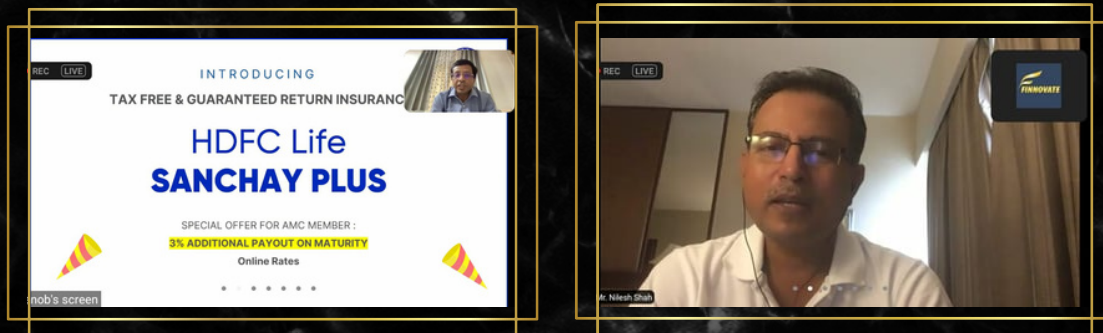 REC LIVE
INTRODUCING
TAX FREE & GUARANTEED RETURN INSURANC
HDFC Life
SANCHAY PLUS
SPECIAL OFFER FOR AMC MEMBER :
3% ADDITIONAL PAYOUT ON MATURITY
Online Rates
nob's screen
REC LIVE
FINNOVATE
Mr. Nilesh Shah